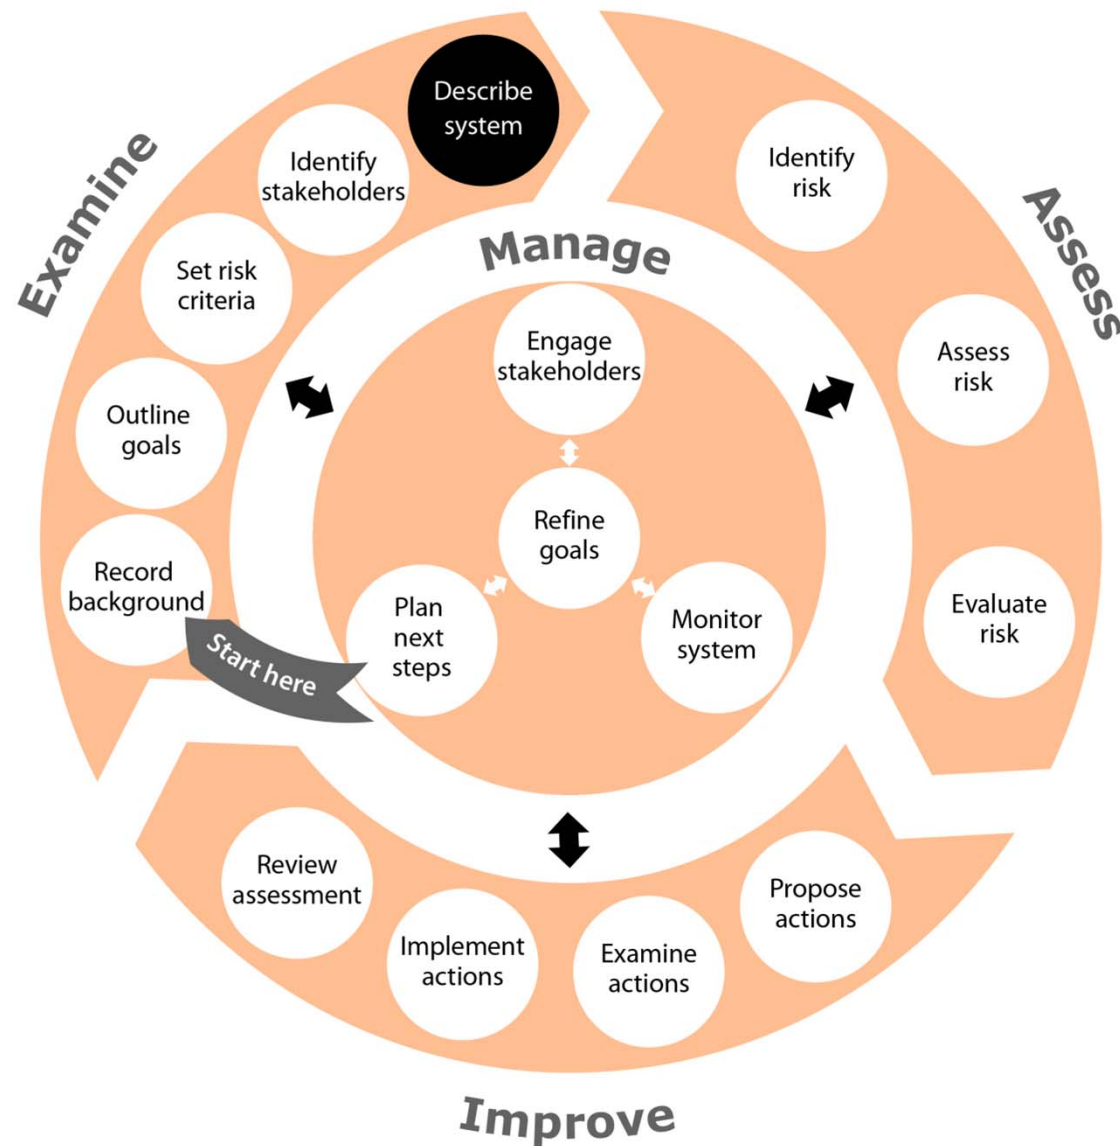 Examine
Describe
system
Identify
stakeholders
Set risk
criteria
Outline
goals
Record
background
Start here
Assess
Identify
risk
Assess
risk
Evaluate
risk
Manage
Engage
stakeholders
Refine
goals
Plan
next
steps
Monitor
system
Propose
actions
Examine
actions
Implement
actions
Review
assessment
Improve